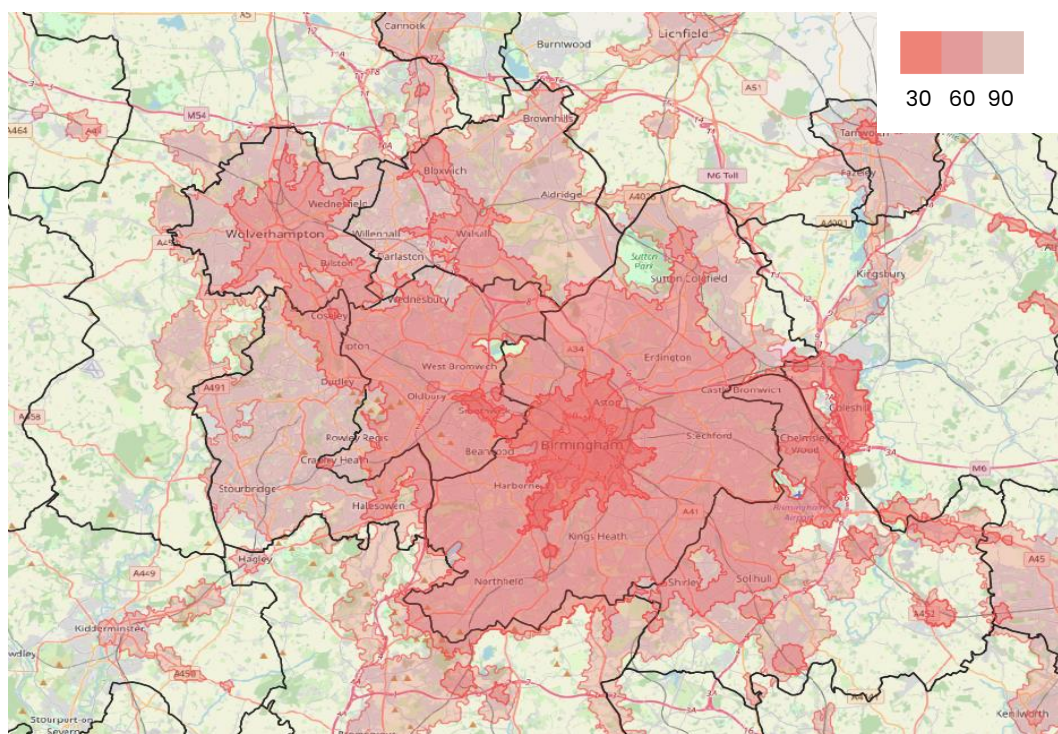 A5
Cannock
Burntwood
Lichfield
30 60 90
A51
M54
A464
Brownhills
Tamworth
Bloxwich
Fazeley
M6 Toll
Aldridge
Wednesfield
Wolverhampton
Willenhall
Walsall
Darlaston
Bilston
Sutton
Park
Sutton Coldfield
Kingsbury
Wednesbury
Coseley
A34
Erdington
West Bromwich
Dudley
A491
Oldbury
Aston
Castle Bromwich
Coleshill
Rowley Regis
Birmingham
Stechford
Chelmsley
Wood
Bearwood
Cradley Heath
M6
Stourbridge
Harborne
Halesowen
A41
Birmingham
Airport
Kings Heath
Hagley
A449
Northfield
Shirley
Solihull
A45
A452
Kidderminster
A450
Stourport-on
Severn
Kenilworth